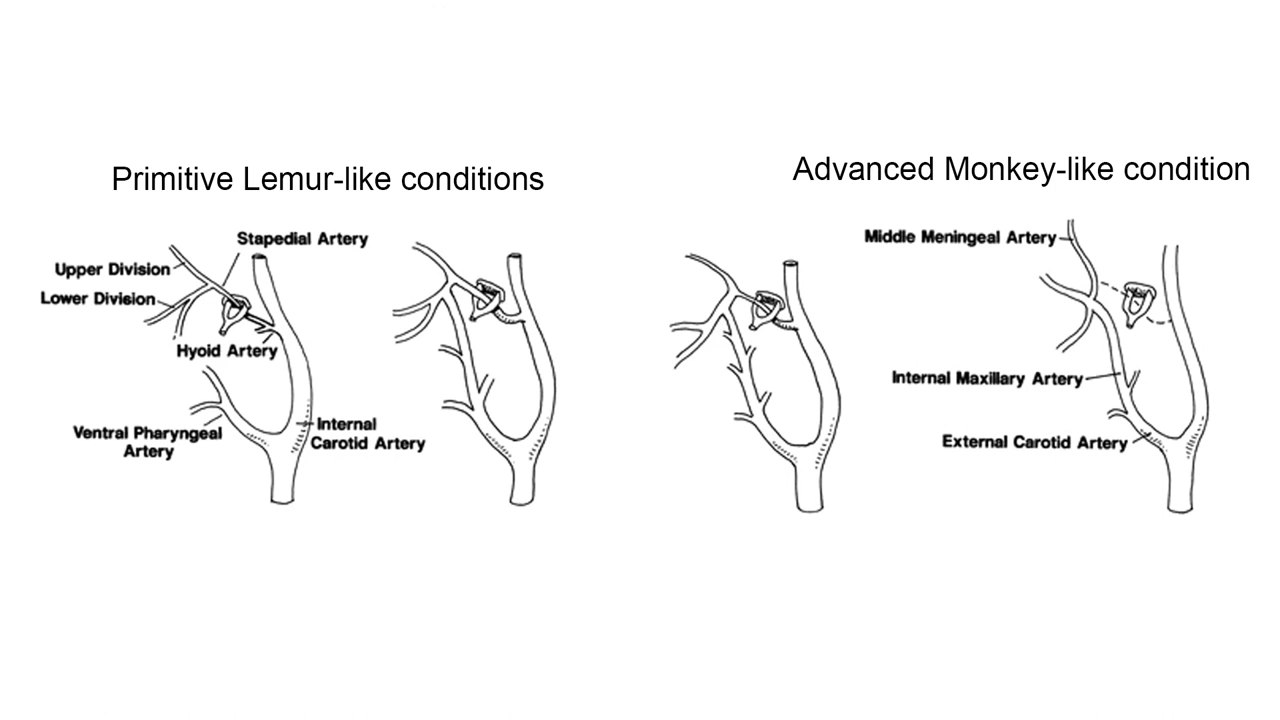 Primitive Lemur-like conditions
Advanced Monkey-like condition
Stapedial Artery
Upper Division
Lower Division
Hyoid Artery
Ventral Pharyngeal
Artery
Internal
Carotid Artery
Middle Meningeal Artery
Internal Maxillary Artery
External Carotid Artery